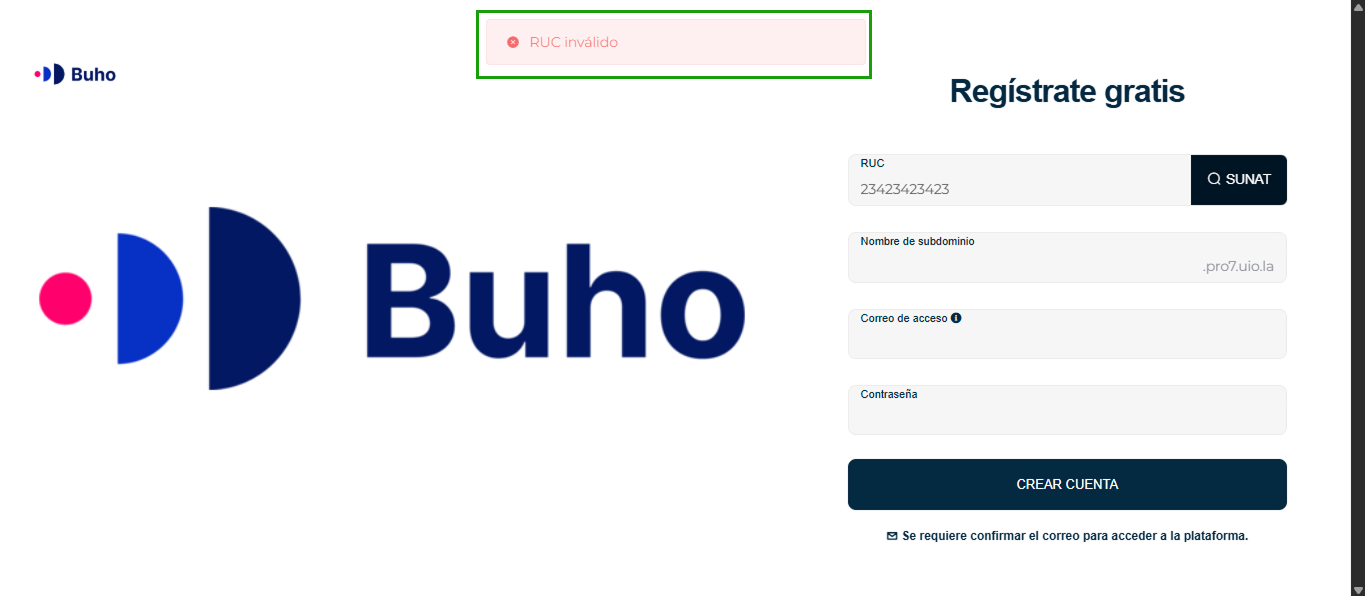 RUC inválido
Buho
Buho
Regístrate gratis
RUC
23423423423
SUNAT
Nombre de subdominio
.pro7.uio.la
Correo de acceso
Contraseña
CREAR CUENTA
Se requiere confirmar el correo para acceder a la plataforma.